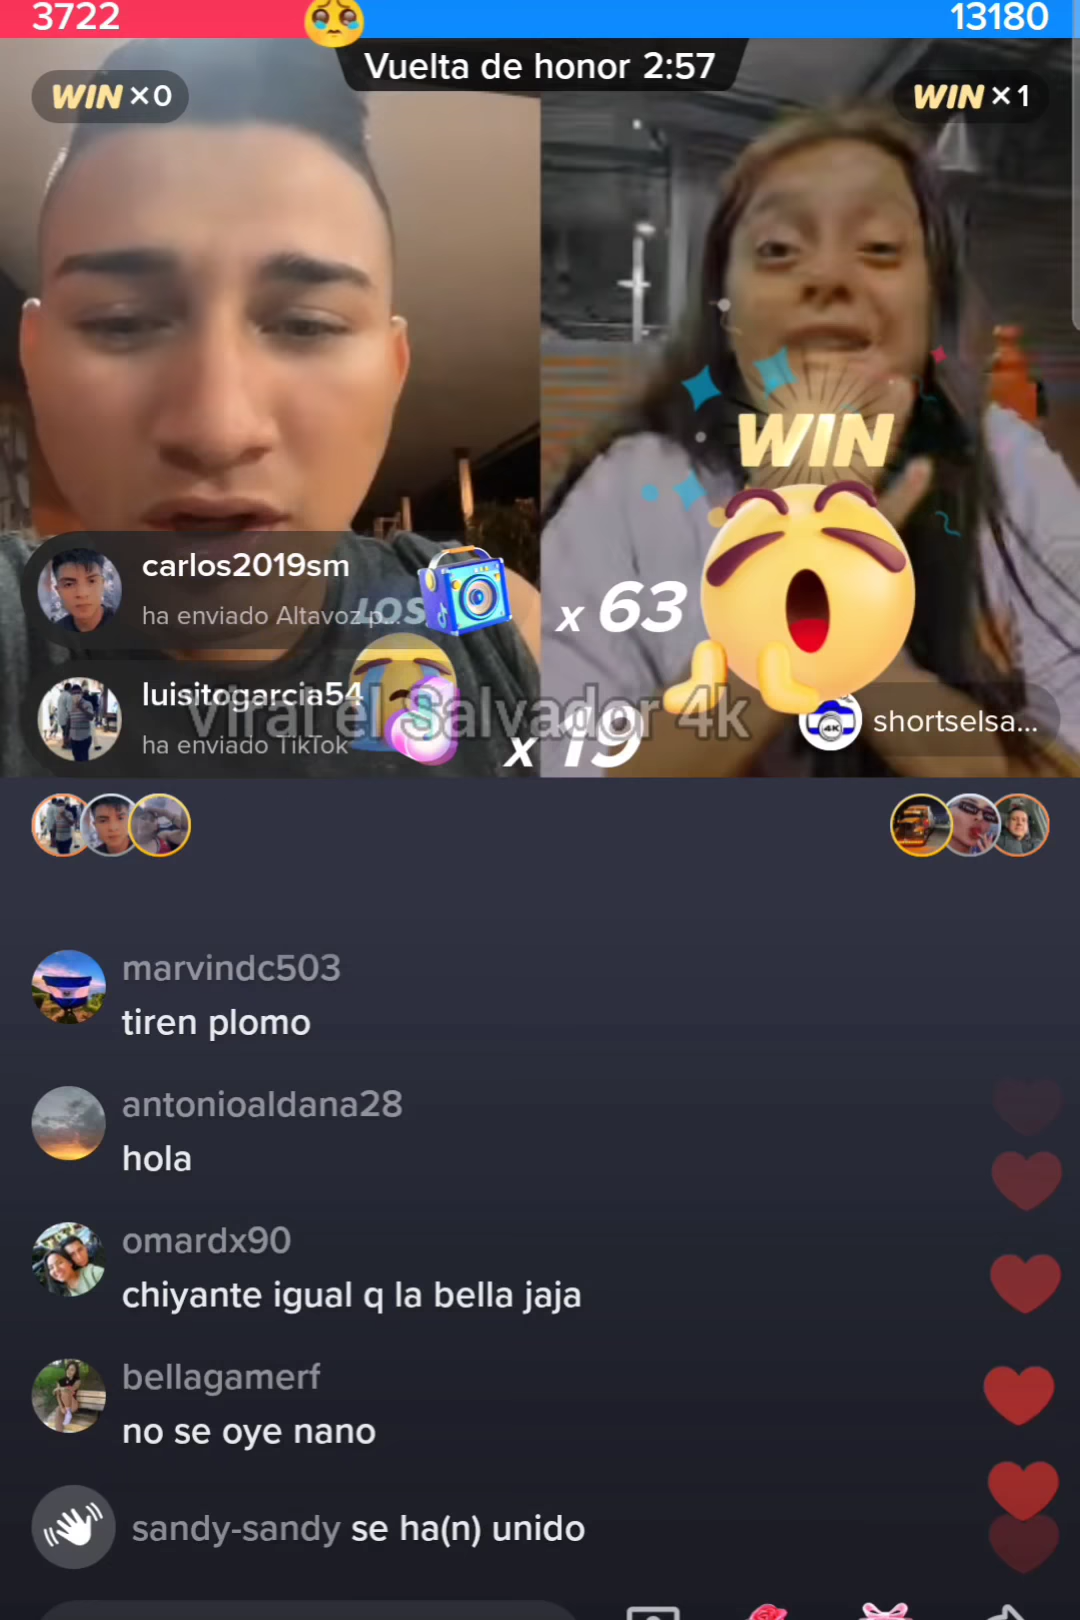 3722
13180
Vuelta de honor 2:57
WIN ×0
WIN ×1
WIN
carlos2019sm
ha enviado Altavoz p...
x 63
luisitogarcia54
ha enviado TikTok
x 19
Viral el Salvador 4k
4K
shortselsa...
marvindc503
tiren plomo
antonioaldana28
hola
omardx90
chiyante igual q la bella jaja
bellagamerf
no se oye nano
sandy-sandy se ha(n) unido